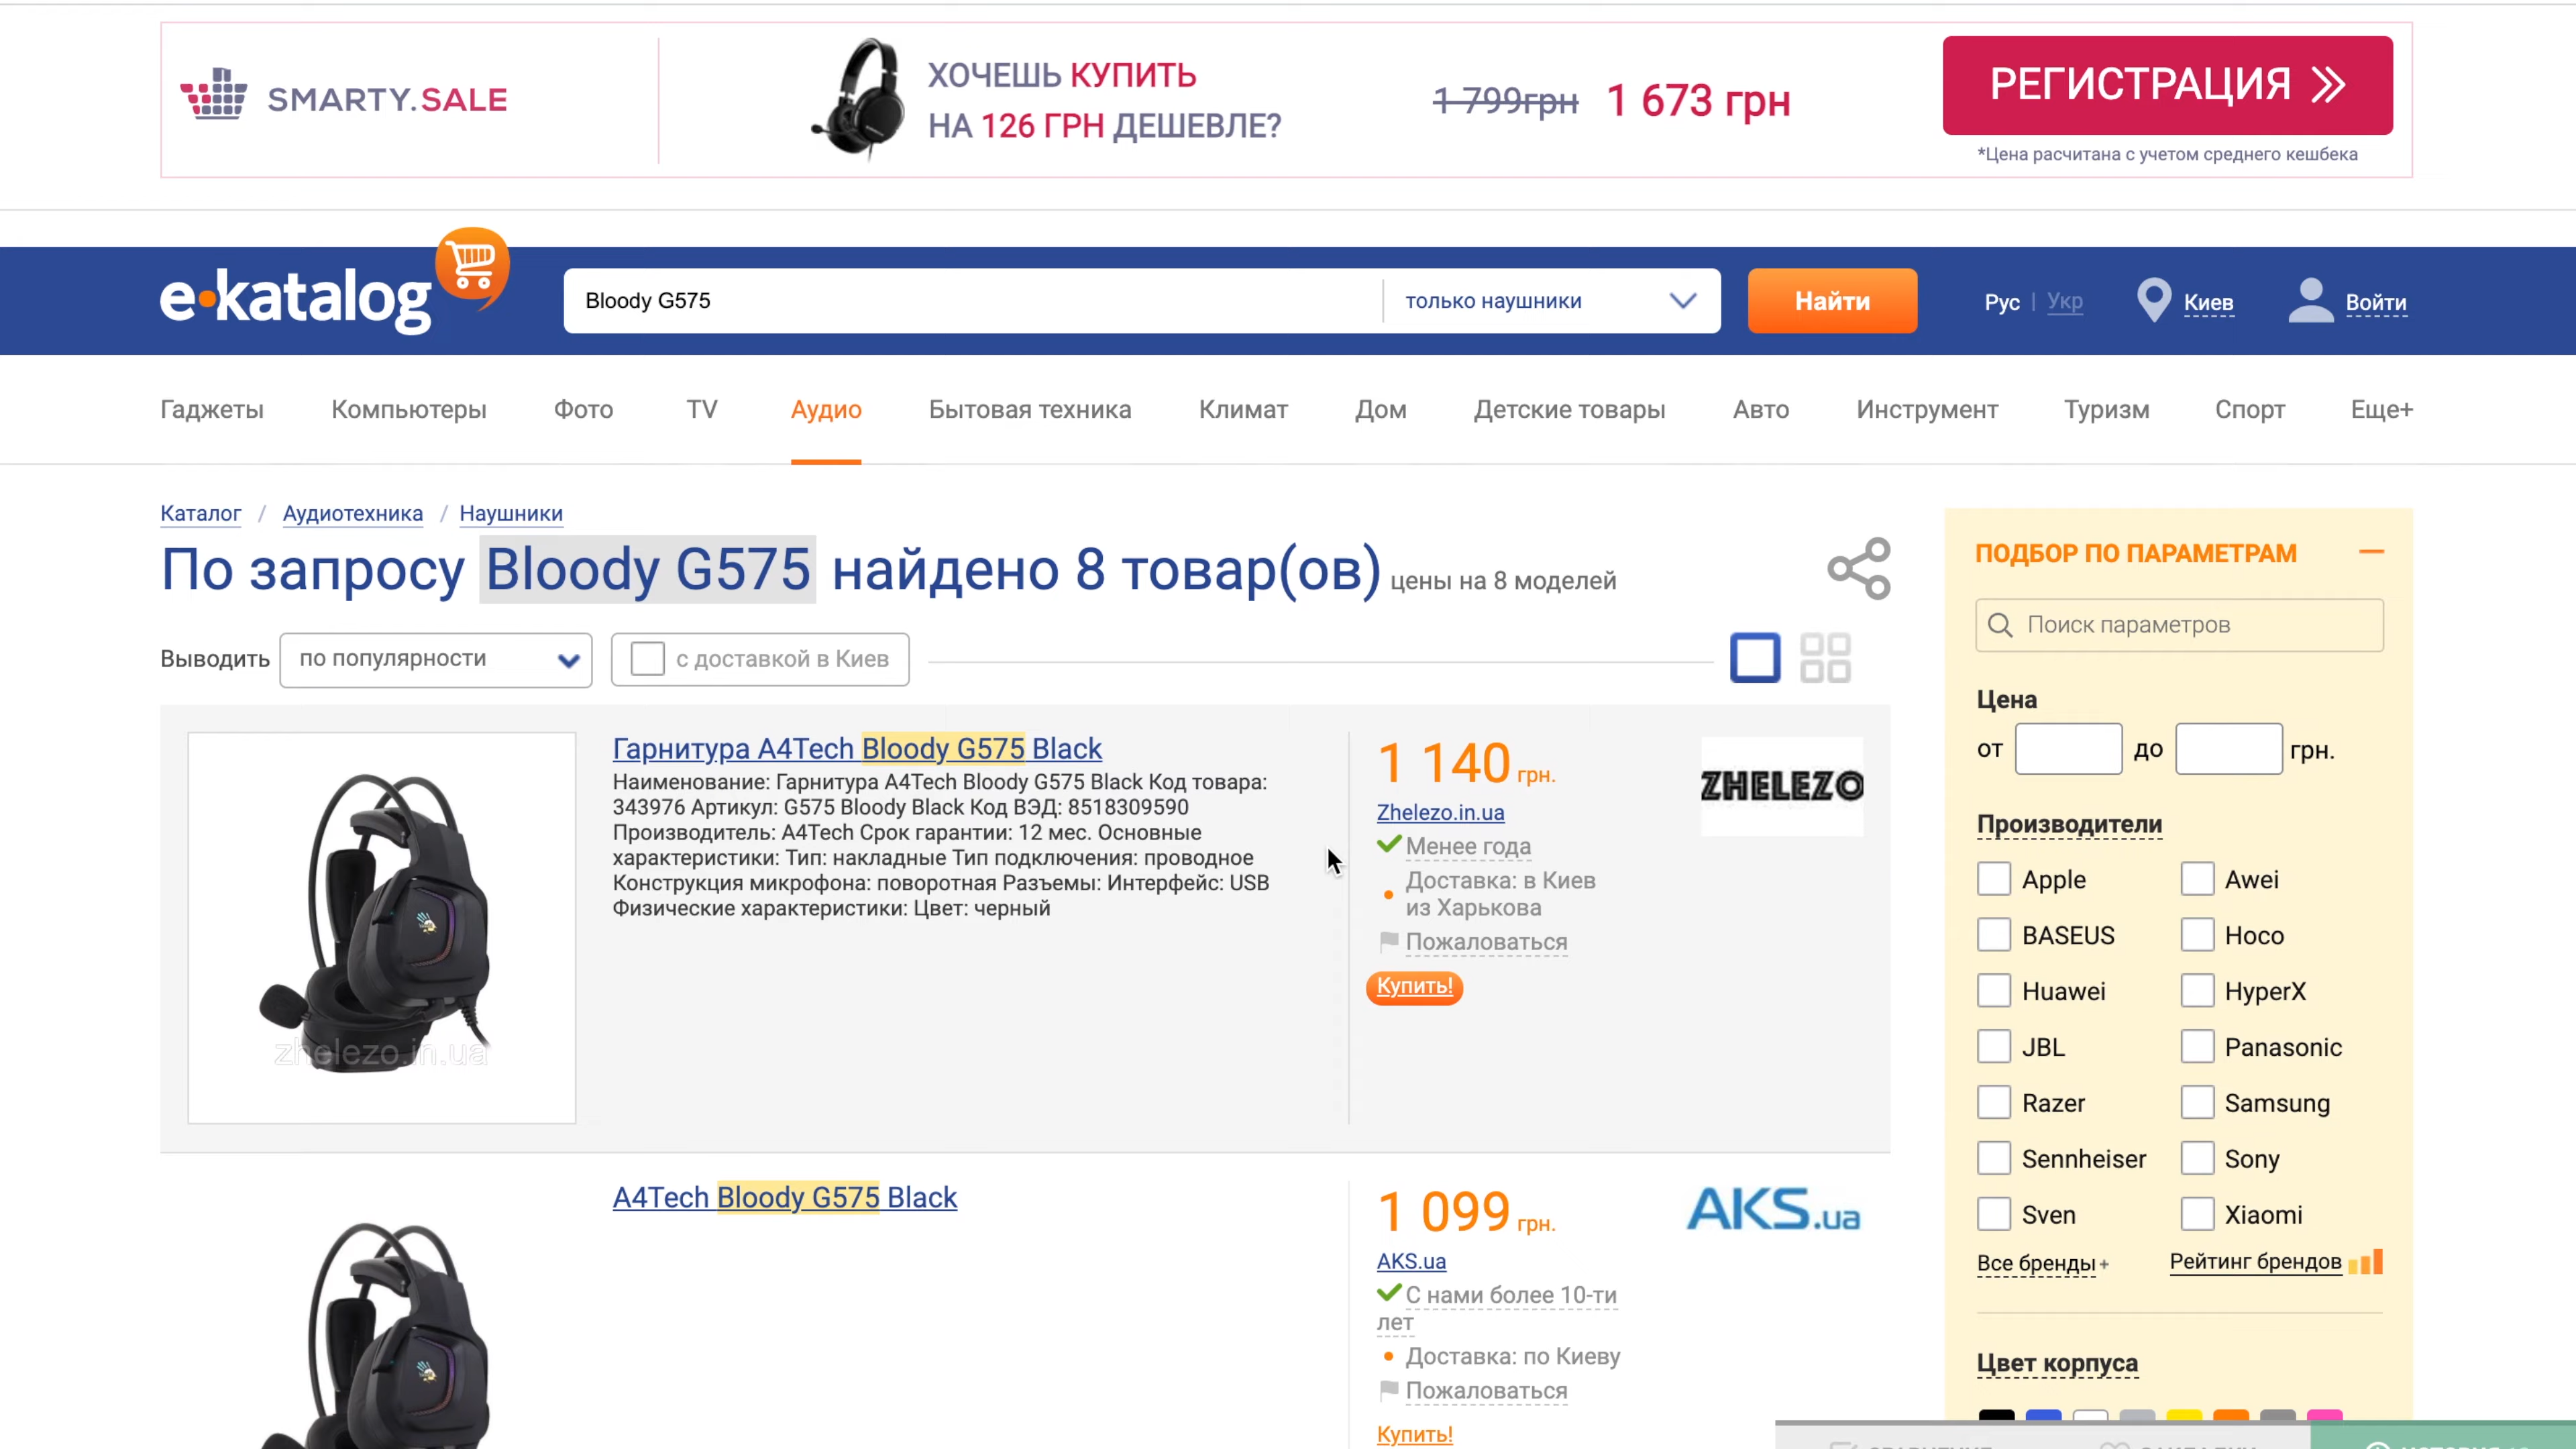 SMARTY.SALE
ХОЧЕШЬ КУПИТЬ
НА 126 ГРН ДЕШЕВЛЕ?
1 799грн 1 673 грн
РЕГИСТРАЦИЯ
*Цена расчитана с учетом среднего кешбека
e·katalog
Bloody G575
только наушники
Найти
Рус | Укр
Киев
Войти
Гаджеты Компьютеры Фото TV Аудио Бытовая техника Климат Дом Детские товары Авто Инструмент Туризм Спорт Еще+
Каталог / Аудиотехника / Наушники
По запросу Bloody G575 найдено 8 товар(ов) цены на 8 моделей
Выводить по популярности с доставкой в Киев
Гарнитура A4Tech Bloody G575 Black
Наименование: Гарнитура A4Tech Bloody G575 Black Код товара:
343976 Артикул: G575 Bloody Black Код ВЭД: 8518309590
Производитель: A4Tech Срок гарантии: 12 мес. Основные
характеристики: Тип: накладные Тип подключения: проводное
Конструкция микрофона: поворотная Разъемы: Интерфейс: USB
Физические характеристики: Цвет: черный
zhelezo.in.ua
1 140 грн.
Zhelezo.in.ua
Менее года
Доставка: в Киев
из Харькова
Пожаловаться
Купить!
ZHELEZO
A4Tech Bloody G575 Black
1 099 грн.
AKS.ua
С нами более 10-ти
лет
Доставка: по Киеву
Пожаловаться
Купить!
AKS.ua
ПОДБОР ПО ПАРАМЕТРАМ
Поиск параметров
Цена
от до грн.
Производители
Apple Awei
BASEUS Hoco
Huawei HyperX
JBL Panasonic
Razer Samsung
Sennheiser Sony
Sven Xiaomi
Все бренды+ Рейтинг брендов
Цвет корпуса